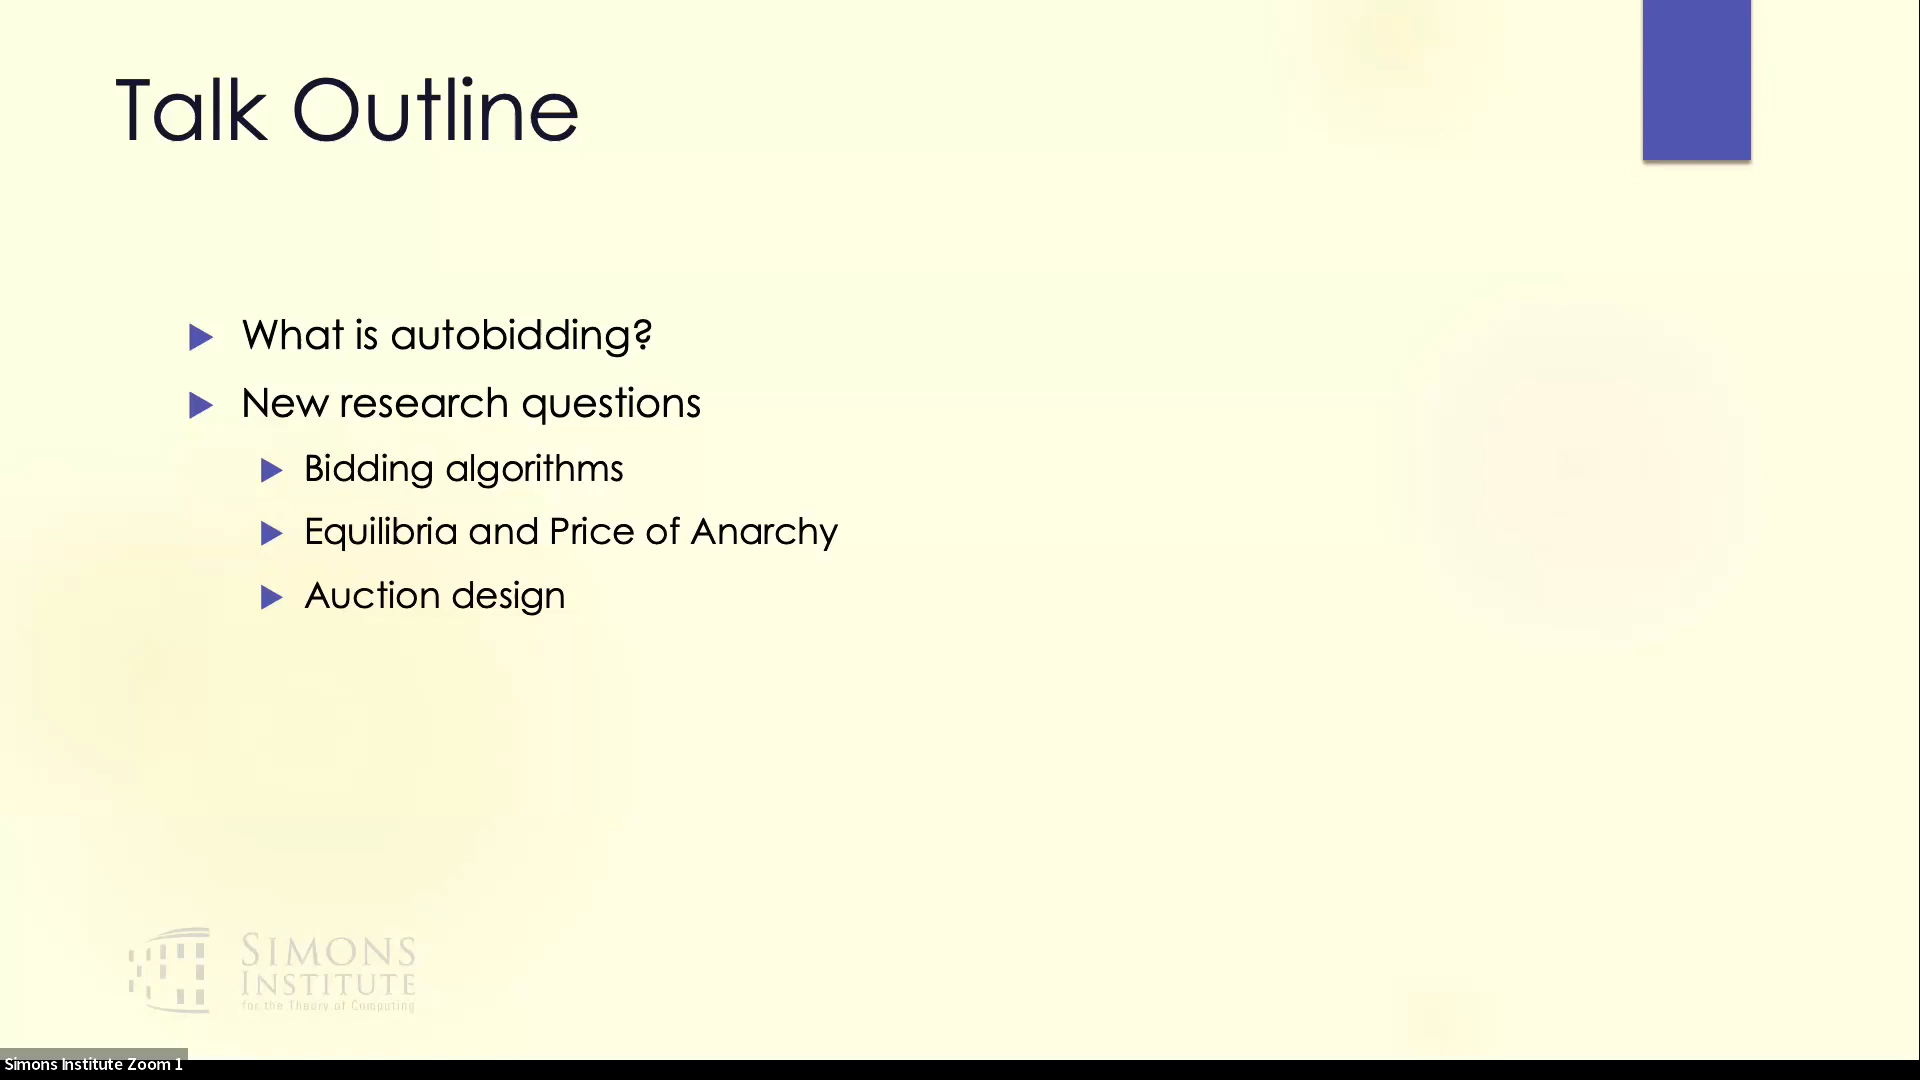 Talk Outline
What is autobidding?
New research questions
Bidding algorithms
Equilibria and Price of Anarchy
Auction design
SIMONS
INSTITUTE
for the Theory of Computing
Simons Institute Zoom 1